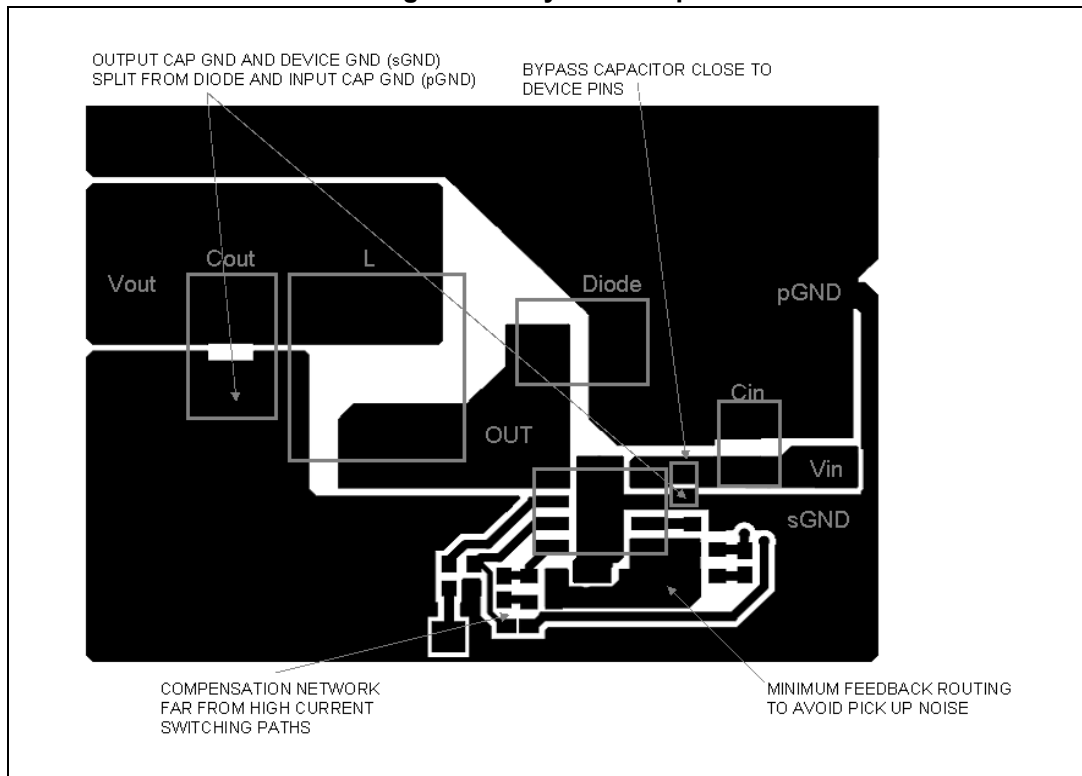 OUTPUT CAP GND AND DEVICE GND (sGND)
SPLIT FROM DIODE AND INPUT CAP GND (pGND)
BYPASS CAPACITOR CLOSE TO
DEVICE PINS
Cout
L
Vout
Diode
pGND
Cin
OUT
Vin
sGND
COMPENSATION NETWORK
FAR FROM HIGH CURRENT
SWITCHING PATHS
MINIMUM FEEDBACK ROUTING
TO AVOID PICK UP NOISE